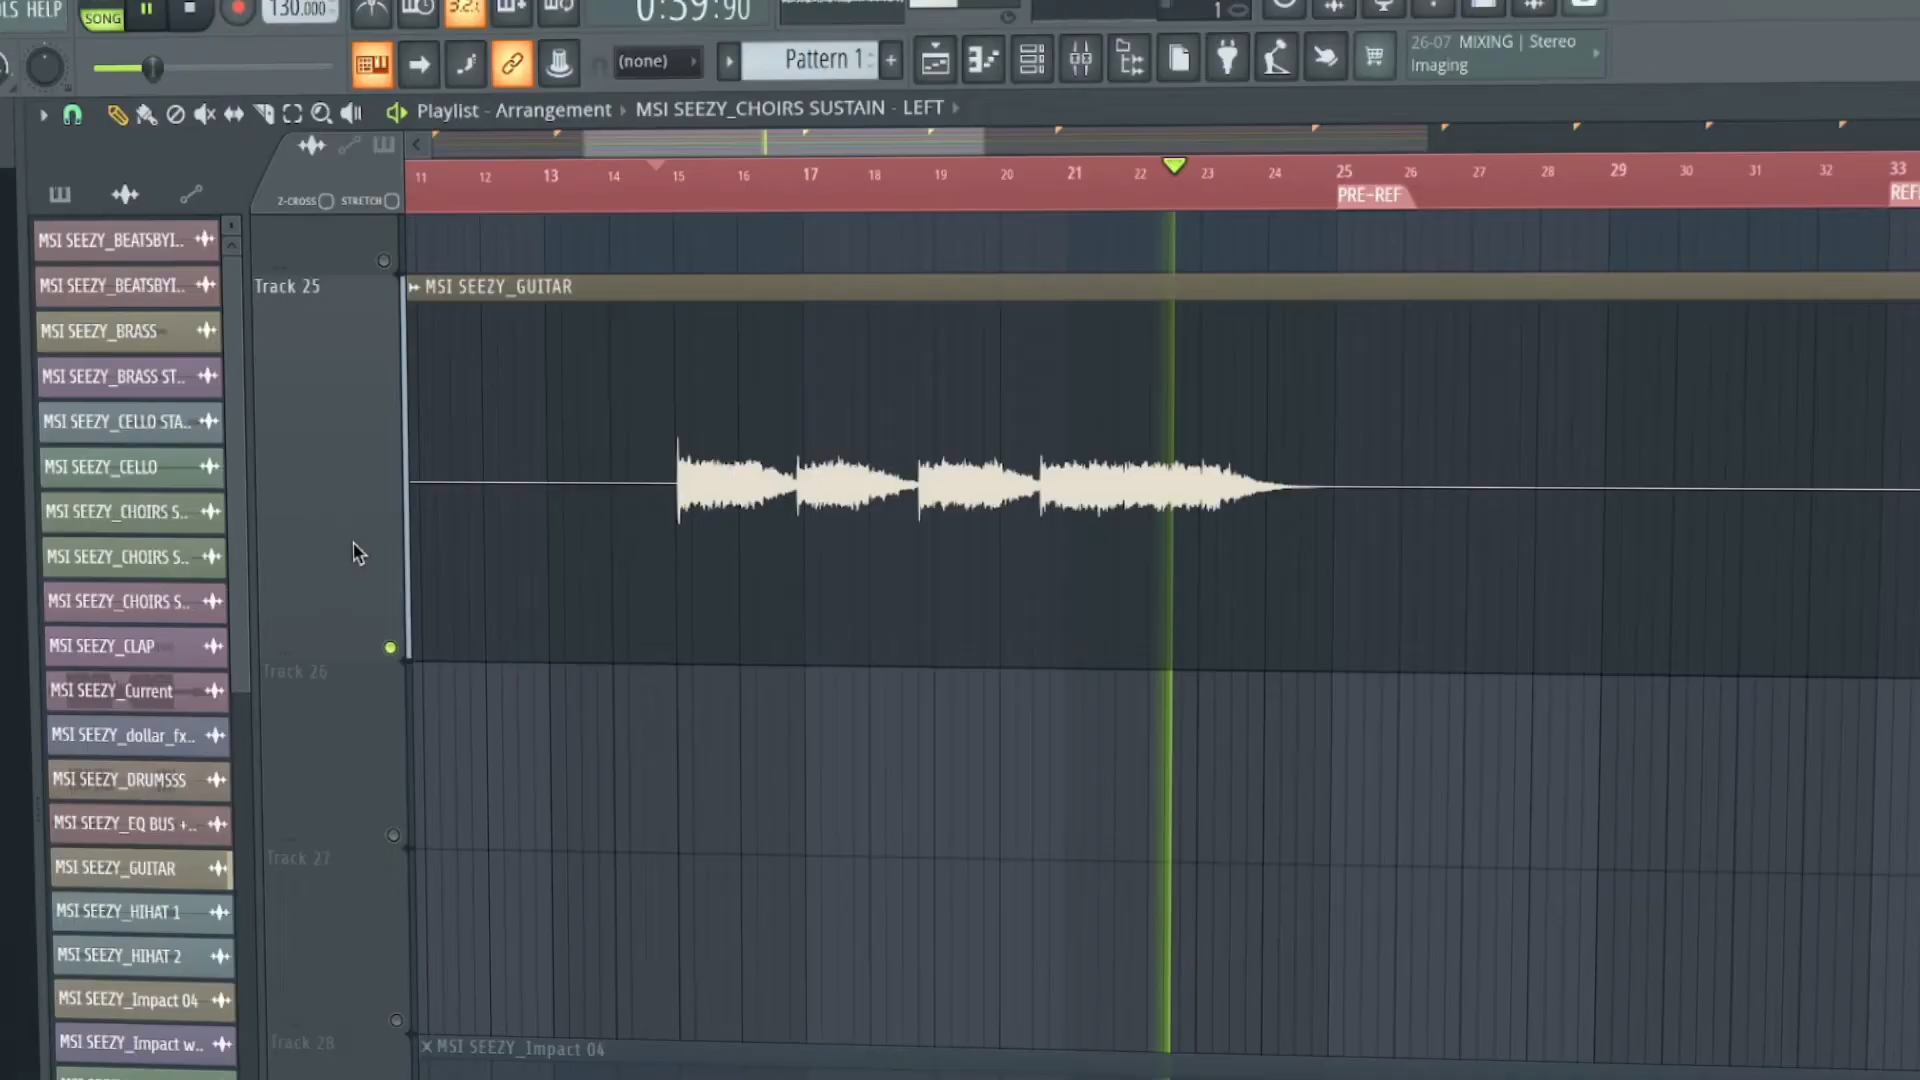 OLS HELP
SONG
130.000
3.2.
0:39:90
1
(none)
Pattern 1
+
26-07 MIXING | Stereo
Imaging
Playlist - Arrangement › MSI SEEZY_CHOIRS SUSTAIN - LEFT ›
Z-CROSS STRETCH
11 12 13 14 15 16 17 18 19 20 21 22 23 24 25 26 27 28 29 30 31 32 33
PRE-REF
REF
MSI SEEZY_BEATSBYI..
MSI SEEZY_BEATSBYI..
MSI SEEZY_BRASS
MSI SEEZY_BRASS ST..
MSI SEEZY_CELLO STA..
MSI SEEZY_CELLO
MSI SEEZY_CHOIRS S..
MSI SEEZY_CHOIRS S..
MSI SEEZY_CHOIRS S..
MSI SEEZY_CLAP
MSI SEEZY_Current
MSI SEEZY_dollar_fx..
MSI SEEZY_DRUMSSS
MSI SEEZY_EQ BUS +..
MSI SEEZY_GUITAR
MSI SEEZY_HIHAT 1
MSI SEEZY_HIHAT 2
MSI SEEZY_Impact 04
MSI SEEZY_Impact w..
Track 25
MSI SEEZY_GUITAR
Track 26
Track 27
Track 28
MSI SEEZY_Impact 04